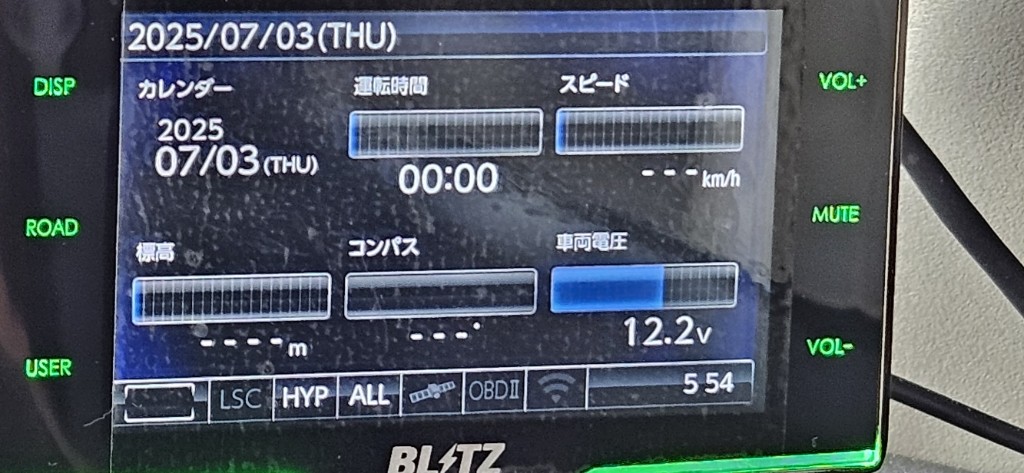 2025/07/03(THU)
DISP
VOL+
カレンダー
運転時間
スピード
2025
07/03(THU)
00:00
---km/h
ROAD
MUTE
標高
コンパス
車両電圧
----m
---°
12.2v
USER
VOL-
LSC
HYP
ALL
OBDⅡ
5 54
BLITZ